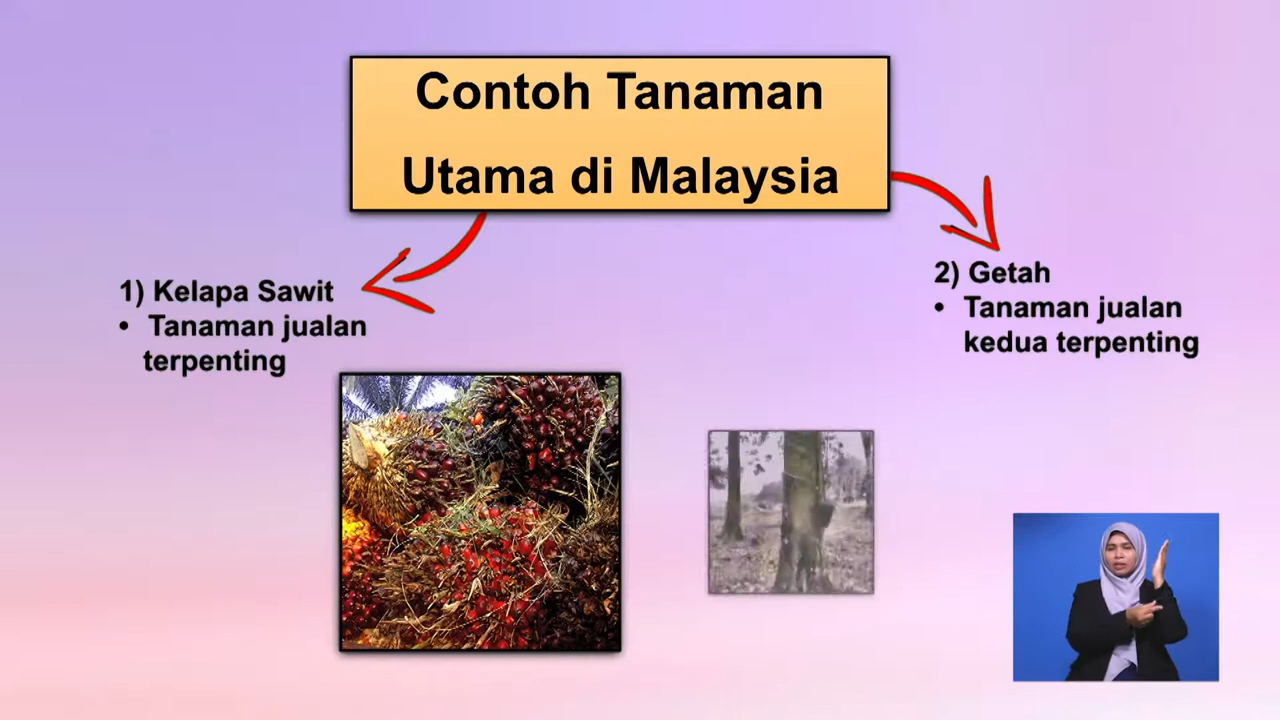 Contoh Tanaman
Utama di Malaysia
1) Kelapa Sawit
• Tanaman jualan
terpenting
2) Getah
• Tanaman jualan
kedua terpenting